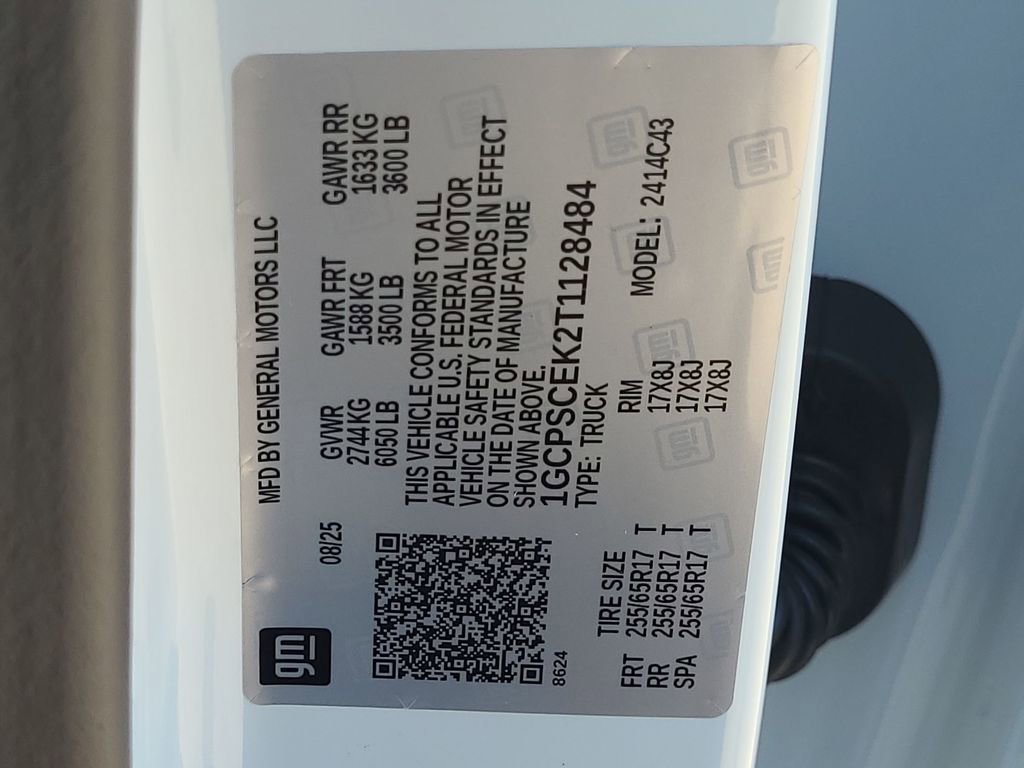 gm
MFD BY GENERAL MOTORS LLC
08/25
GVWR GAWR FRT GAWR RR
2744 KG 1588 KG 1633 KG
6050 LB 3500 LB 3600 LB
THIS VEHICLE CONFORMS TO ALL
APPLICABLE U.S. FEDERAL MOTOR
VEHICLE SAFETY STANDARDS IN EFFECT
ON THE DATE OF MANUFACTURE
SHOWN ABOVE.
1GCPSCEK2T1128484
8624
TYPE: TRUCK
TIRE SIZE RIM MODEL: 2414C43
FRT 255/65R17 T 17X8J
RR 255/65R17 T 17X8J
SPA 255/65R17 T 17X8J